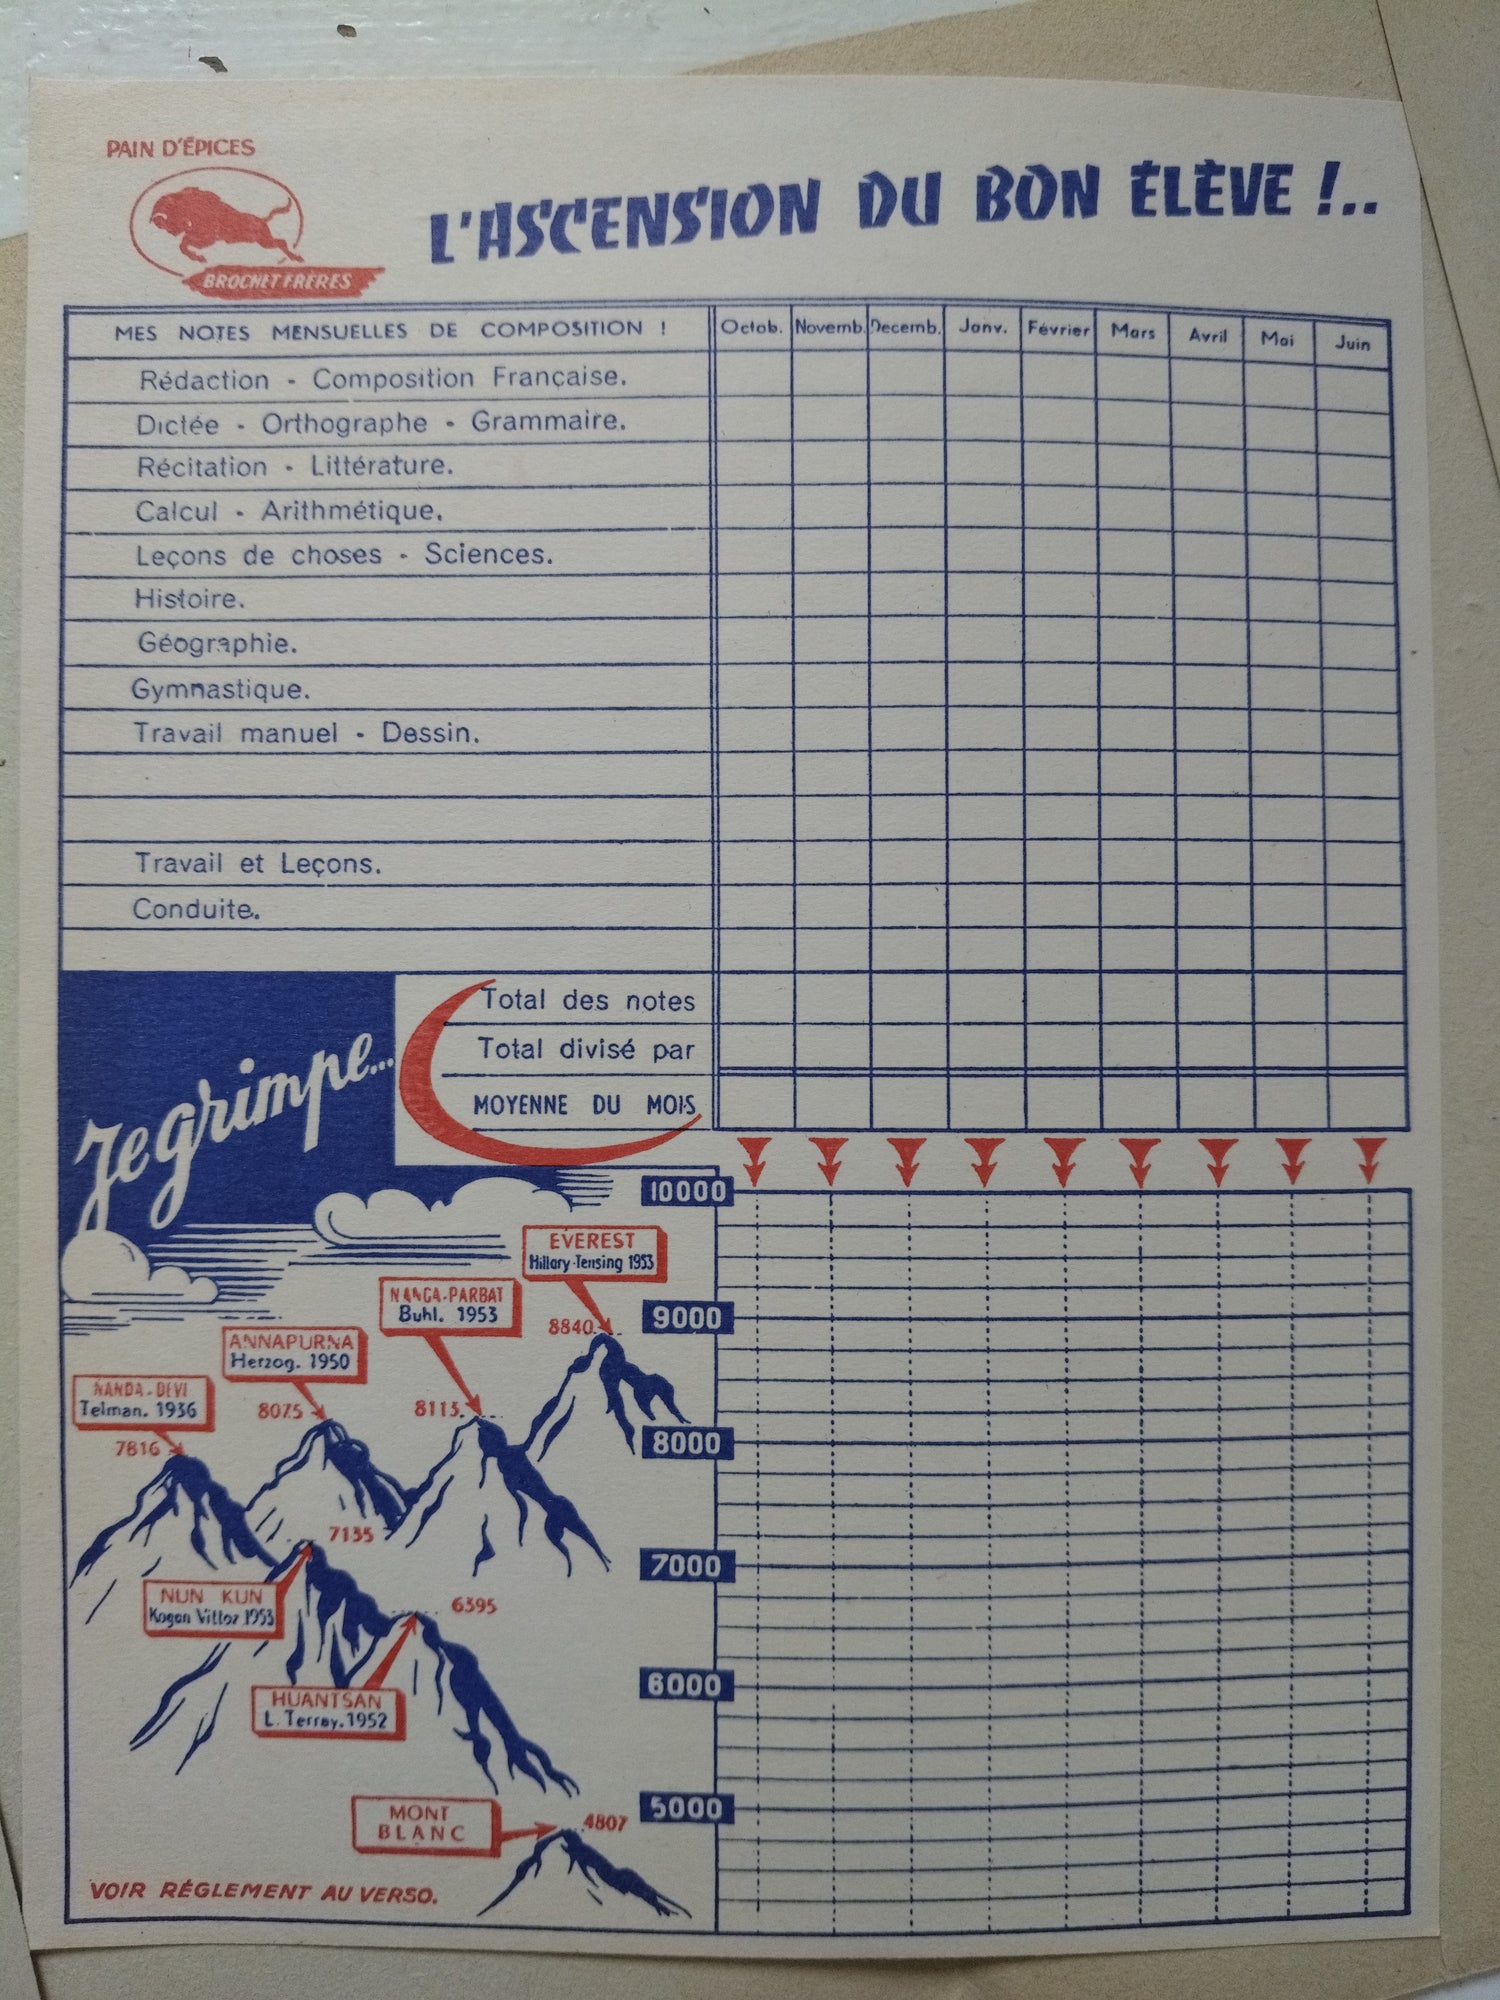 PAIN D'ÉPICES
BROCHET FRÈRES
L'ASCENSION DU BON ÉLÈVE !..
MES NOTES MENSUELLES DE COMPOSITION ! Octob. Novemb. Decemb. Janv. Février Mars Avril Mai Juin
Rédaction - Composition Française.
Dictée - Orthographe - Grammaire.
Récitation - Littérature.
Calcul - Arithmétique.
Leçons de choses - Sciences.
Histoire.
Géographie.
Gymnastique.
Travail manuel - Dessin.
Travail et Leçons.
Conduite.
Total des notes
Total divisé par
MOYENNE DU MOIS
Je grimpe...
10000
EVEREST
Hillary-Tensing 1953
NANGA-PARBAT
Buhl. 1953
8840
9000
ANNAPURNA
Herzog. 1950
NANDA-DEVI
Telman. 1936
8075
8113
7816
8000
7135
7000
NUN KUN
Kogan Vittoz 1953
6395
6000
HUANTSAN
L. Terray. 1952
5000
MONT
BLANC
4807
VOIR RÉGLEMENT AU VERSO.